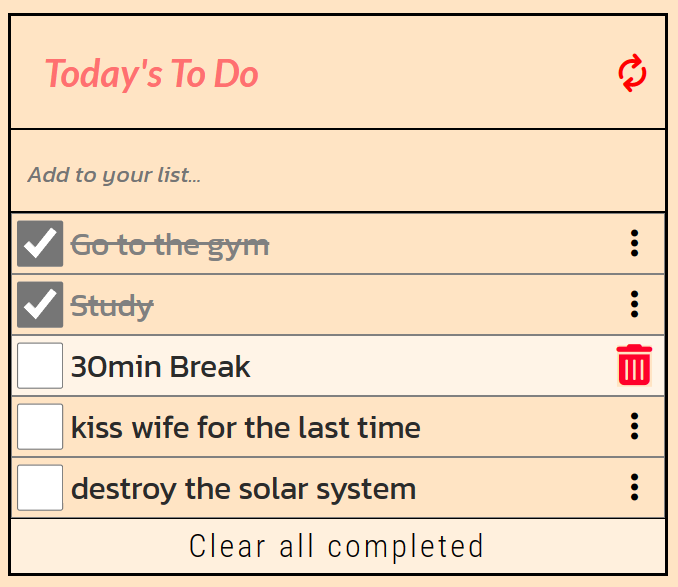 Today's To Do
Add to your list...
Go to the gym
Study
30min Break
kiss wife for the last time
destroy the solar system
Clear all completed